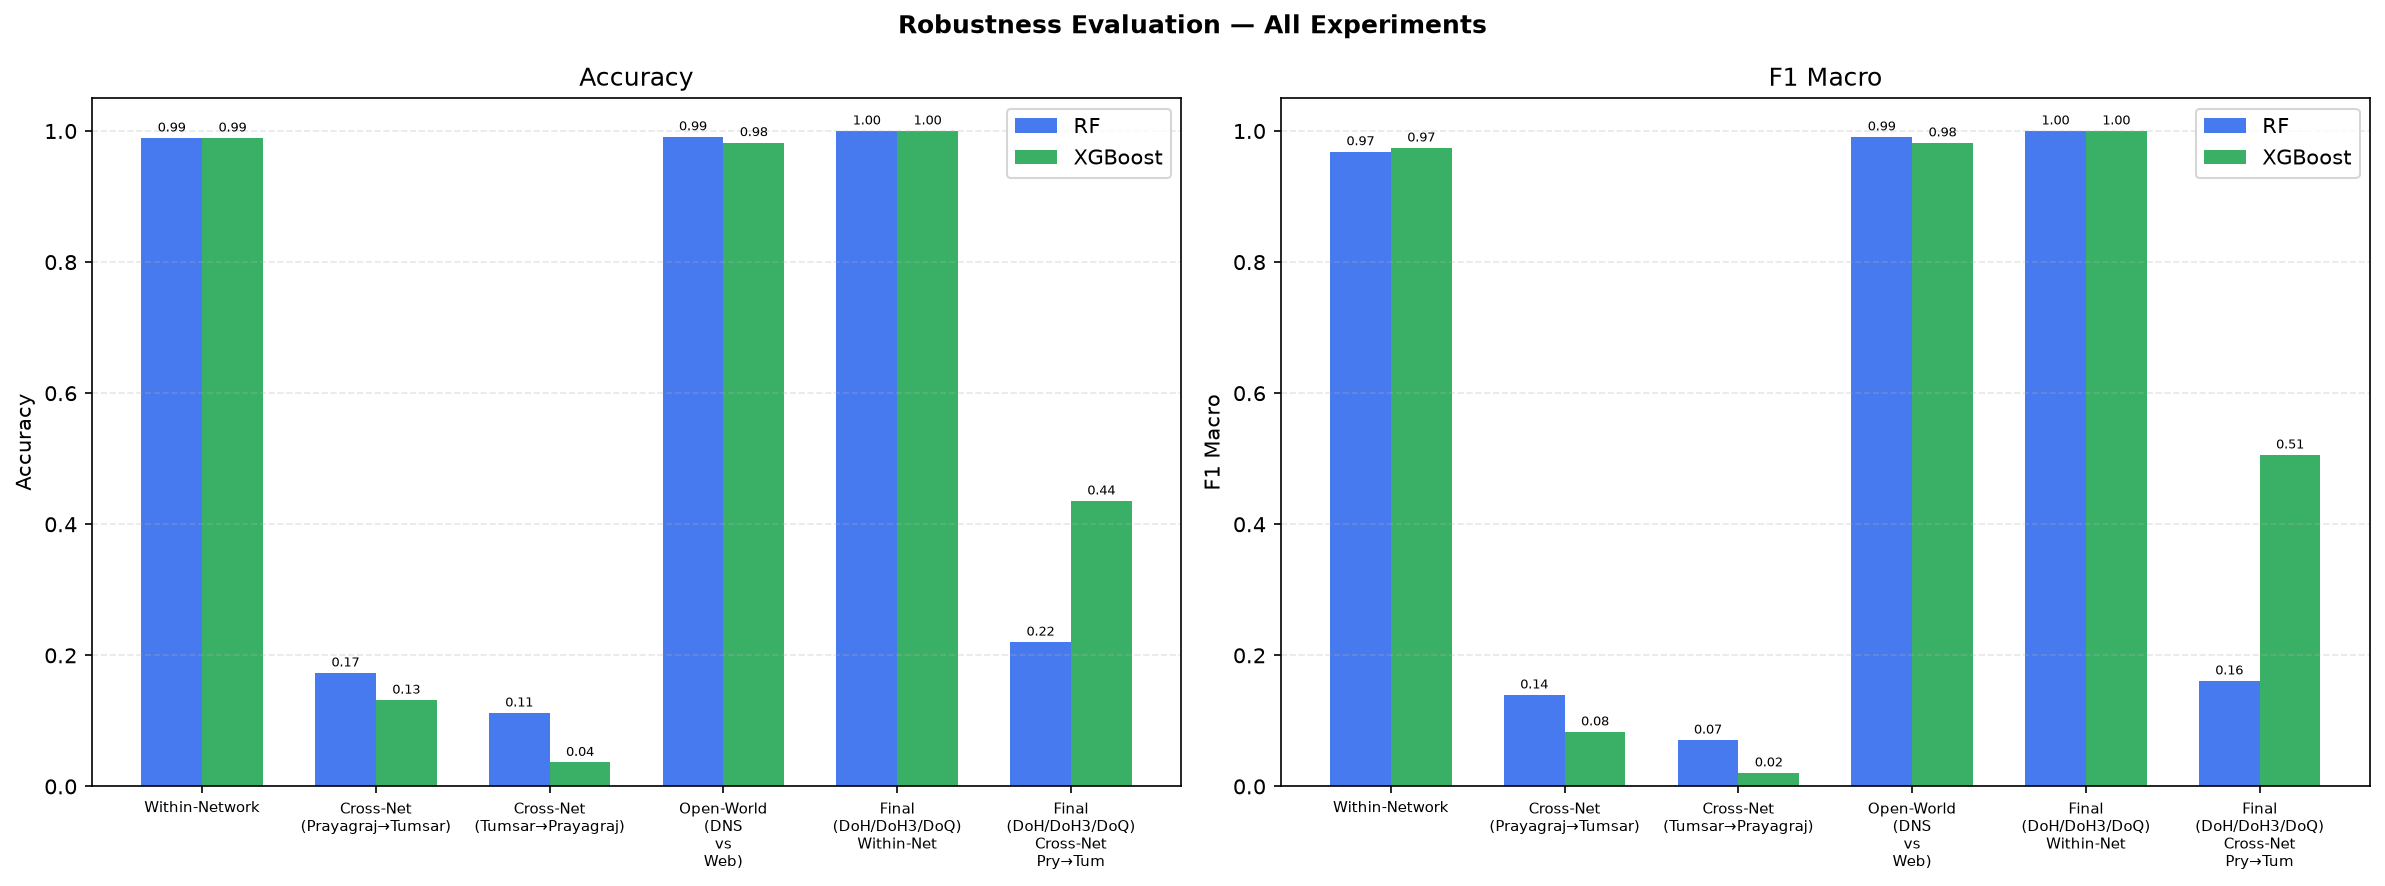 Robustness Evaluation — All Experiments
Accuracy
Accuracy
1.0
0.8
0.6
0.4
0.2
0.0
0.99
0.99
0.17
0.13
0.11
0.04
0.99
0.98
1.00
1.00
0.22
0.44
RF
XGBoost
Within-Network
Cross-Net
(Prayagraj→Tumsar)
Cross-Net
(Tumsar→Prayagraj)
Open-World
(DNS
vs
Web)
Final
(DoH/DoH3/DoQ)
Within-Net
Final
(DoH/DoH3/DoQ)
Cross-Net
Pry→Tum
F1 Macro
F1 Macro
1.0
0.8
0.6
0.4
0.2
0.0
0.97
0.97
0.14
0.08
0.07
0.02
0.99
0.98
1.00
1.00
0.16
0.51
RF
XGBoost
Within-Network
Cross-Net
(Prayagraj→Tumsar)
Cross-Net
(Tumsar→Prayagraj)
Open-World
(DNS
vs
Web)
Final
(DoH/DoH3/DoQ)
Within-Net
Final
(DoH/DoH3/DoQ)
Cross-Net
Pry→Tum